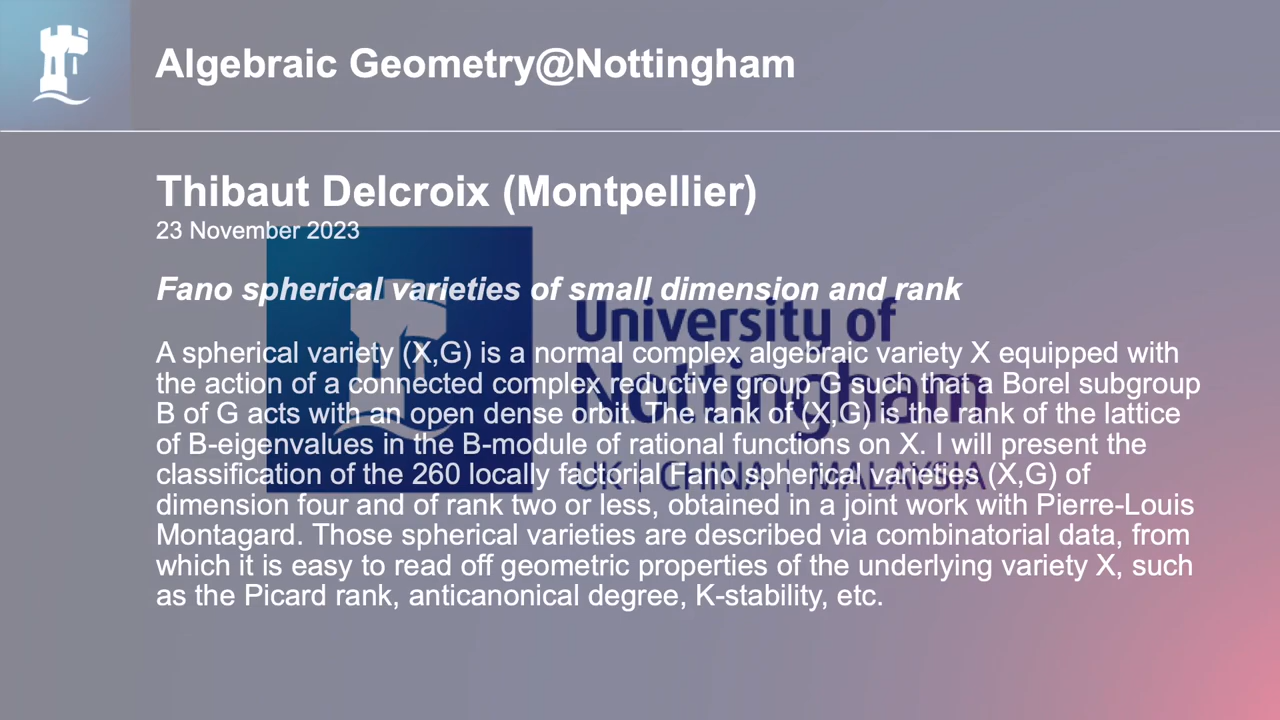 Algebraic Geometry@Nottingham
Thibaut Delcroix (Montpellier)
23 November 2023
Fano spherical varieties of small dimension and rank
University of
Nottingham
UK | CHINA | MALAYSIA
A spherical variety (X,G) is a normal complex algebraic variety X equipped with
the action of a connected complex reductive group G such that a Borel subgroup
B of G acts with an open dense orbit. The rank of (X,G) is the rank of the lattice
of B-eigenvalues in the B-module of rational functions on X. I will present the
classification of the 260 locally factorial Fano spherical varieties (X,G) of
dimension four and of rank two or less, obtained in a joint work with Pierre-Louis
Montagard. Those spherical varieties are described via combinatorial data, from
which it is easy to read off geometric properties of the underlying variety X, such
as the Picard rank, anticanonical degree, K-stability, etc.